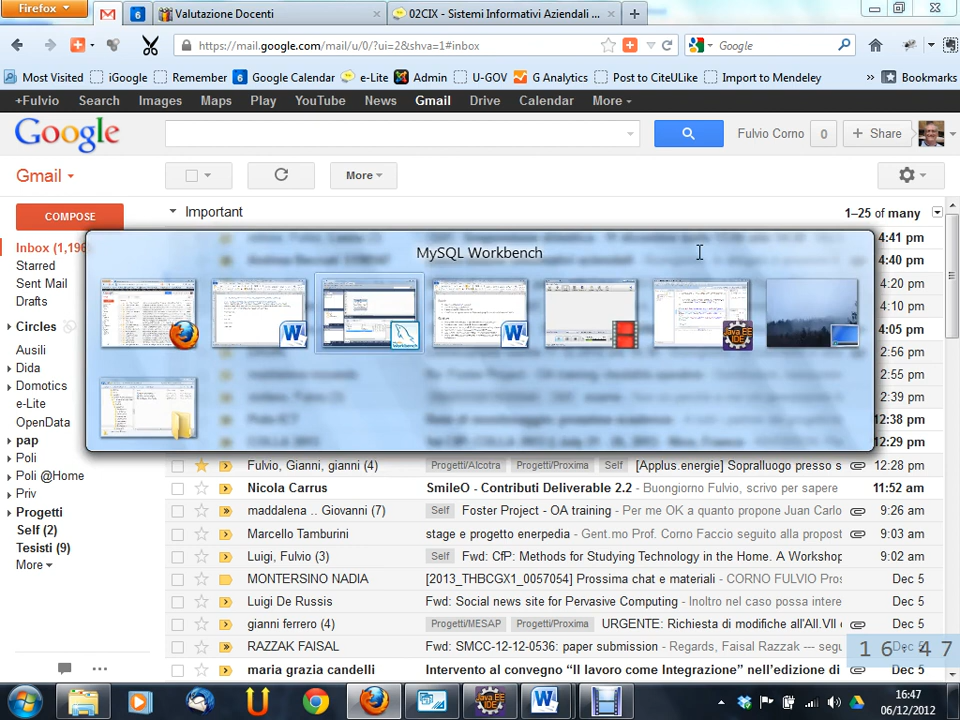 Firefox
6
Valutazione Docenti
02CIX - Sistemi Informativi Aziendali ...
https://mail.google.com/mail/u/0/?ui=2&shva=1#inbox
Google
Most Visited
iGoogle
Remember
6
Google Calendar
e-Lite
Admin
U-GOV
G Analytics
Post to CiteULike
Import to Mendeley
»
Bookmarks
+Fulvio Search Images Maps Play YouTube News Gmail Drive Calendar More
Google
Fulvio Corno
0
+ Share
Gmail
More
COMPOSE
Important
1–25 of many
Inbox (1,196
Starred
Sent Mail
Drafts
Circles
Ausili
Dida
Domotics
e-Lite
OpenData
pap
Poli
Poli @Home
Priv
Progetti
Self (2)
Tesisti (9)
More
MySQL Workbench
4:41 pm
4:40 pm
4:20 pm
4:10 pm
4:05 pm
2:56 pm
2:55 pm
2:39 pm
12:38 pm
12:29 pm
Fulvio, Gianni, gianni (4) Progetti/Alcotra Progetti/Proxima Self [Applus.energie] Sopralluogo presso s 12:28 pm
Nicola Carrus SmileO - Contributi Deliverable 2.2 - Buongiorno Fulvio, scrivo per sapere 11:52 am
maddalena .. Giovanni (7) Self Foster Project - OA training - Per me OK a quanto propone Juan Carlo 9:26 am
Marcello Tamburini stage e progetto enerpedia - Gent.mo Prof. Corno Faccio seguito alla propost 9:03 am
Luigi, Fulvio (3) Self Fwd: CfP: Methods for Studying Technology in the Home. A Workshop 9:02 am
MONTERSINO NADIA [2013_THBCGX1_0057054] Prossima chat e materiali - CORNO FULVIO Pros Dec 5
Luigi De Russis Fwd: Social news site for Pervasive Computing - Inoltro nel caso possa intere Dec 5
gianni ferrero (4) Progetti/MESAP Progetti/Proxima URGENTE: Richiesta di modifiche all'All.VII Dec 5
RAZZAK FAISAL Fwd: SMCC-12-12-0536: paper submission - Regards, Faisal Razzak --- segu Dec 5
maria grazia candelli Intervento al convegno "Il lavoro come Integrazione" nell'edizione di Dec 5
16:47
Java EE IDE
16:47
06/12/2012